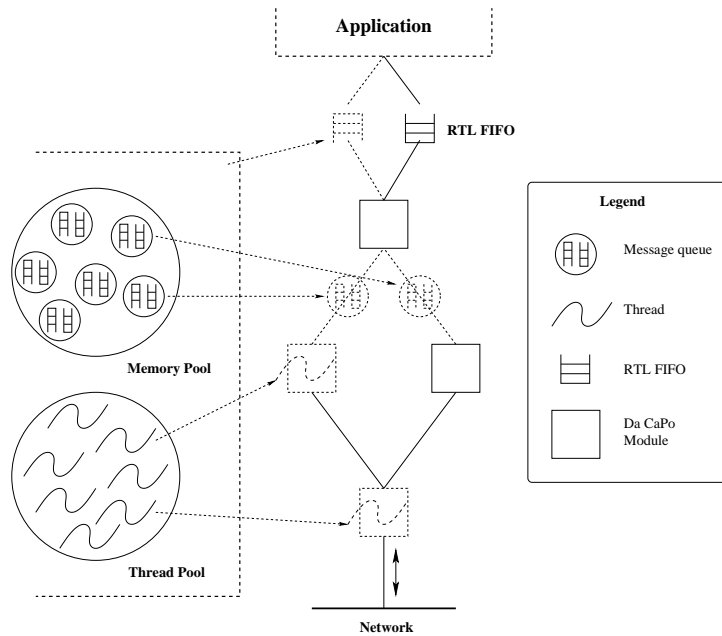 Application
RTL FIFO
Legend
Message queue
Thread
Memory Pool
RTL FIFO
Da CaPo
Module
Thread Pool
Network